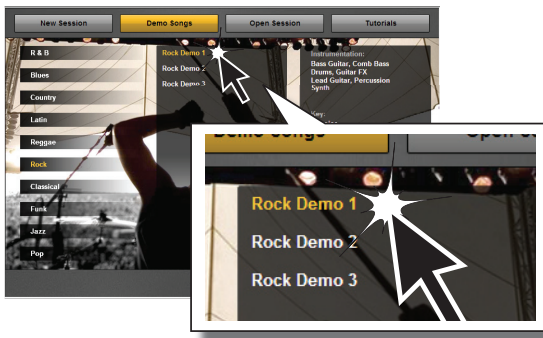 New Session
Demo Songs
Open Session
Tutorials
R & B
Blues
Country
Latin
Reggae
Rock
Classical
Funk
Jazz
Pop
Rock Demo 1
Rock Demo 2
Rock Demo 3
Instrumentation:
Bass Guitar, Comb Bass
Drums, Guitar FX
Lead Guitar, Percussion
Synth
Key:
Demo Songs
Rock Demo 1
Rock Demo 2
Rock Demo 3